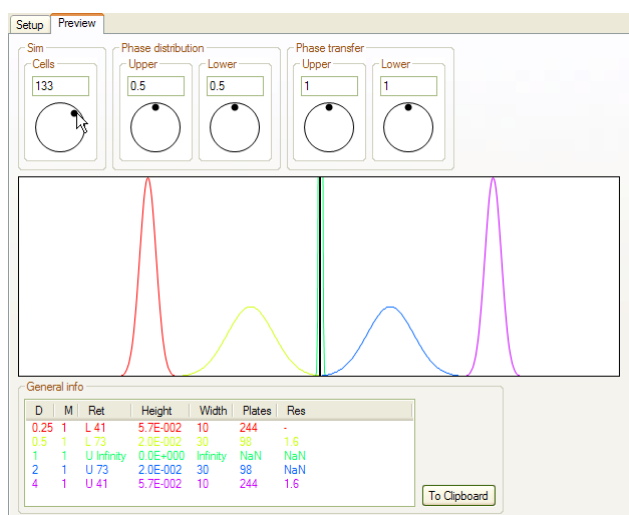 Setup Preview
Sim Phase distribution Phase transfer
Cells Upper Lower Upper Lower
133 0.5 0.5 1 1
General info
D M Ret Height Width Plates Res
0.25 1 L 41 5.7E-002 10 244 -
0.5 1 L 73 2.0E-002 30 98 1.6
1 1 U Infinity 0.0E+000 Infinity NaN NaN
2 1 U 73 2.0E-002 30 98 NaN
4 1 U 41 5.7E-002 10 244 1.6
To Clipboard